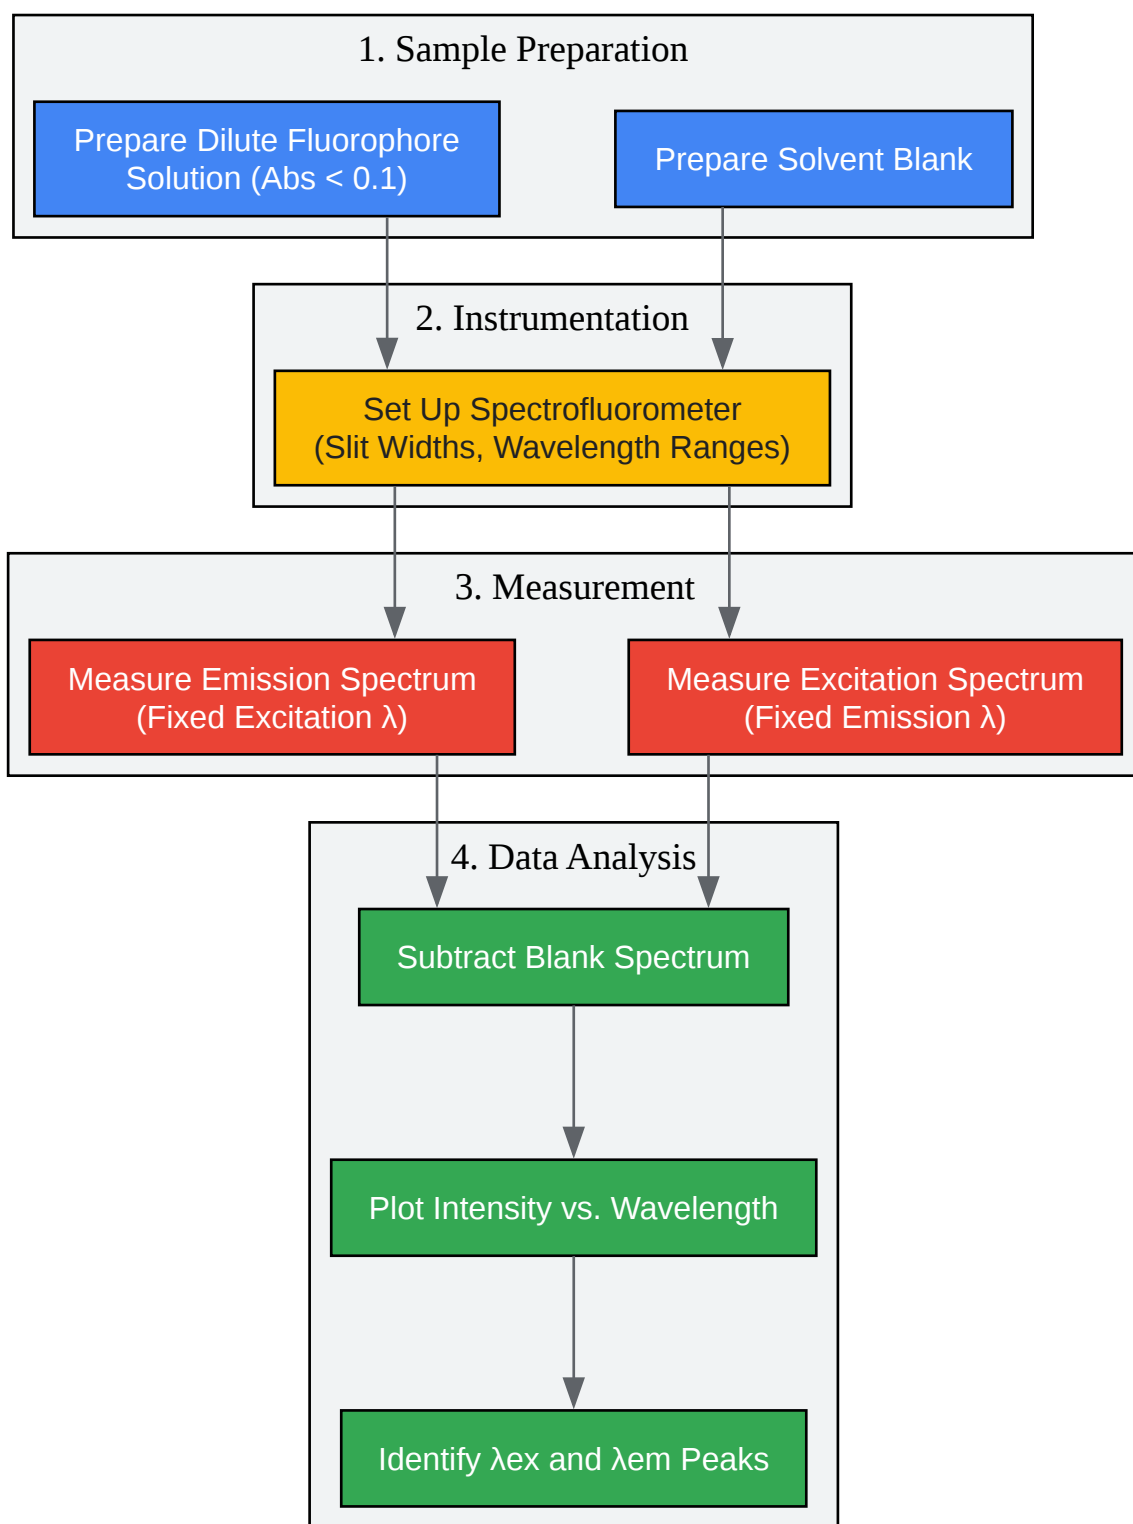 1. Sample Preparation
Prepare Dilute Fluorophore
Solution (Abs < 0.1)
Prepare Solvent Blank
2. Instrumentation
Set Up Spectrofluorometer
(Slit Widths, Wavelength Ranges)
3. Measurement
Measure Emission Spectrum
(Fixed Excitation λ)
Measure Excitation Spectrum
(Fixed Emission λ)
4. Data Analysis
Subtract Blank Spectrum
Plot Intensity vs. Wavelength
Identify λex and λem Peaks